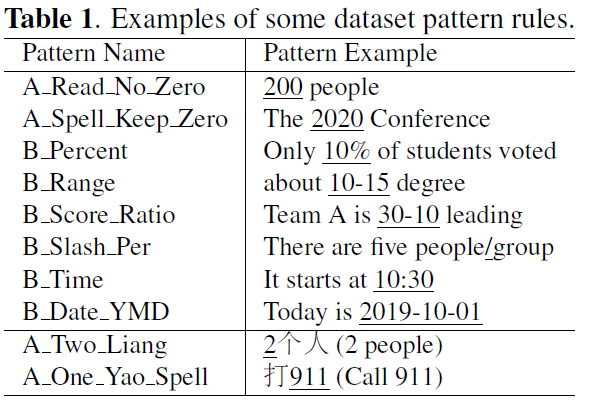 Table 1. Examples of some dataset pattern rules.
Pattern Name Pattern Example
A_Read_No_Zero 200 people
A_Spell_Keep_Zero The 2020 Conference
B_Percent Only 10% of students voted
B_Range about 10-15 degree
B_Score_Ratio Team A is 30-10 leading
B_Slash_Per There are five people/group
B_Time It starts at 10:30
B_Date_YMD Today is 2019-10-01
A_Two_Liang 2个人 (2 people)
A_One_Yao_Spell 打911 (Call 911)